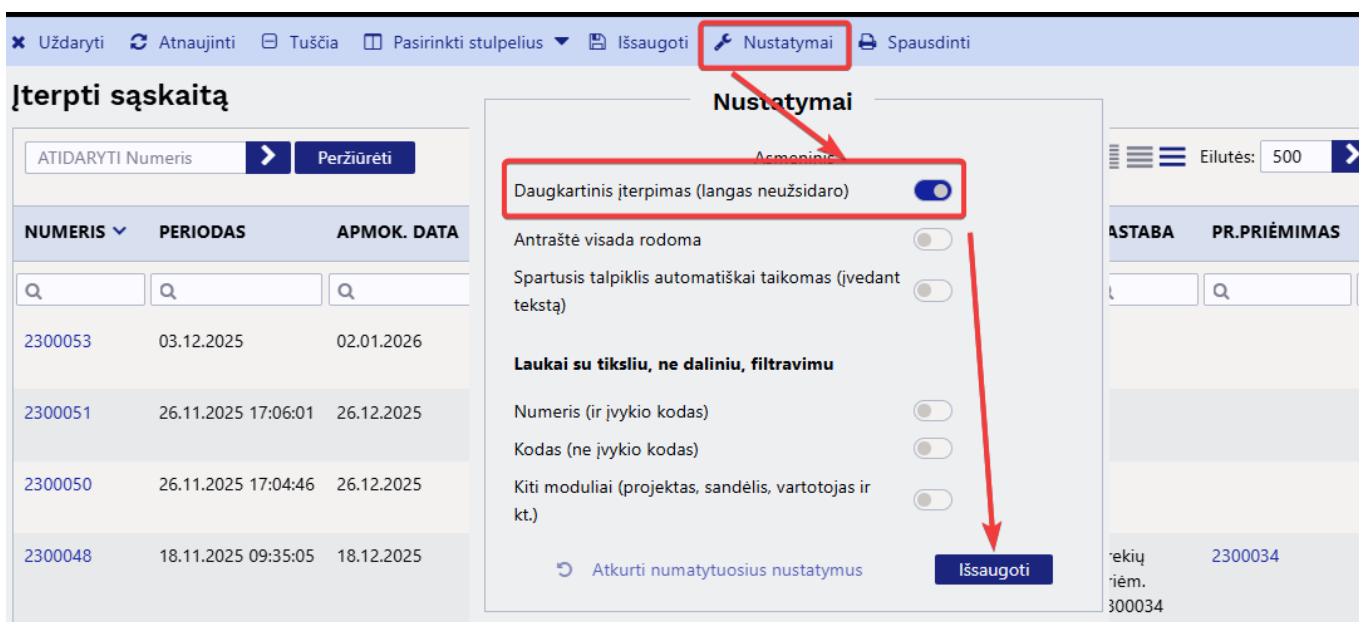 Uždaryti Atnaujinti Tuščia Pasirinkti stulpelius Išsaugoti Nustatymai Spausdinti
Įterpti sąskaitą
Nustatymai
ATIDARYTI Numeris Peržiūrėti
Asmeninis
Eilutės: 500
Daugkartinis įterpimas (langas neužsidaro)
NUMERIS PERIODAS APMOK. DATA
ASTABA PR.PRIĖMIMAS
Antraštė visada rodoma
Spartusis talpiklis automatiškai taikomas (įvedant
tekstą)
2300053 03.12.2025 02.01.2026
Laukai su tiksliu, ne daliniu, filtravimu
2300051 26.11.2025 17:06:01 26.12.2025
Numeris (ir įvykio kodas)
Kodas (ne įvykio kodas)
2300050 26.11.2025 17:04:46 26.12.2025
Kiti moduliai (projektas, sandėlis, vartotojas ir
kt.)
2300048 18.11.2025 09:35:05 18.12.2025
rekių 2300034
riėm.
300034
Atkurti numatytuosius nustatymus Išsaugoti